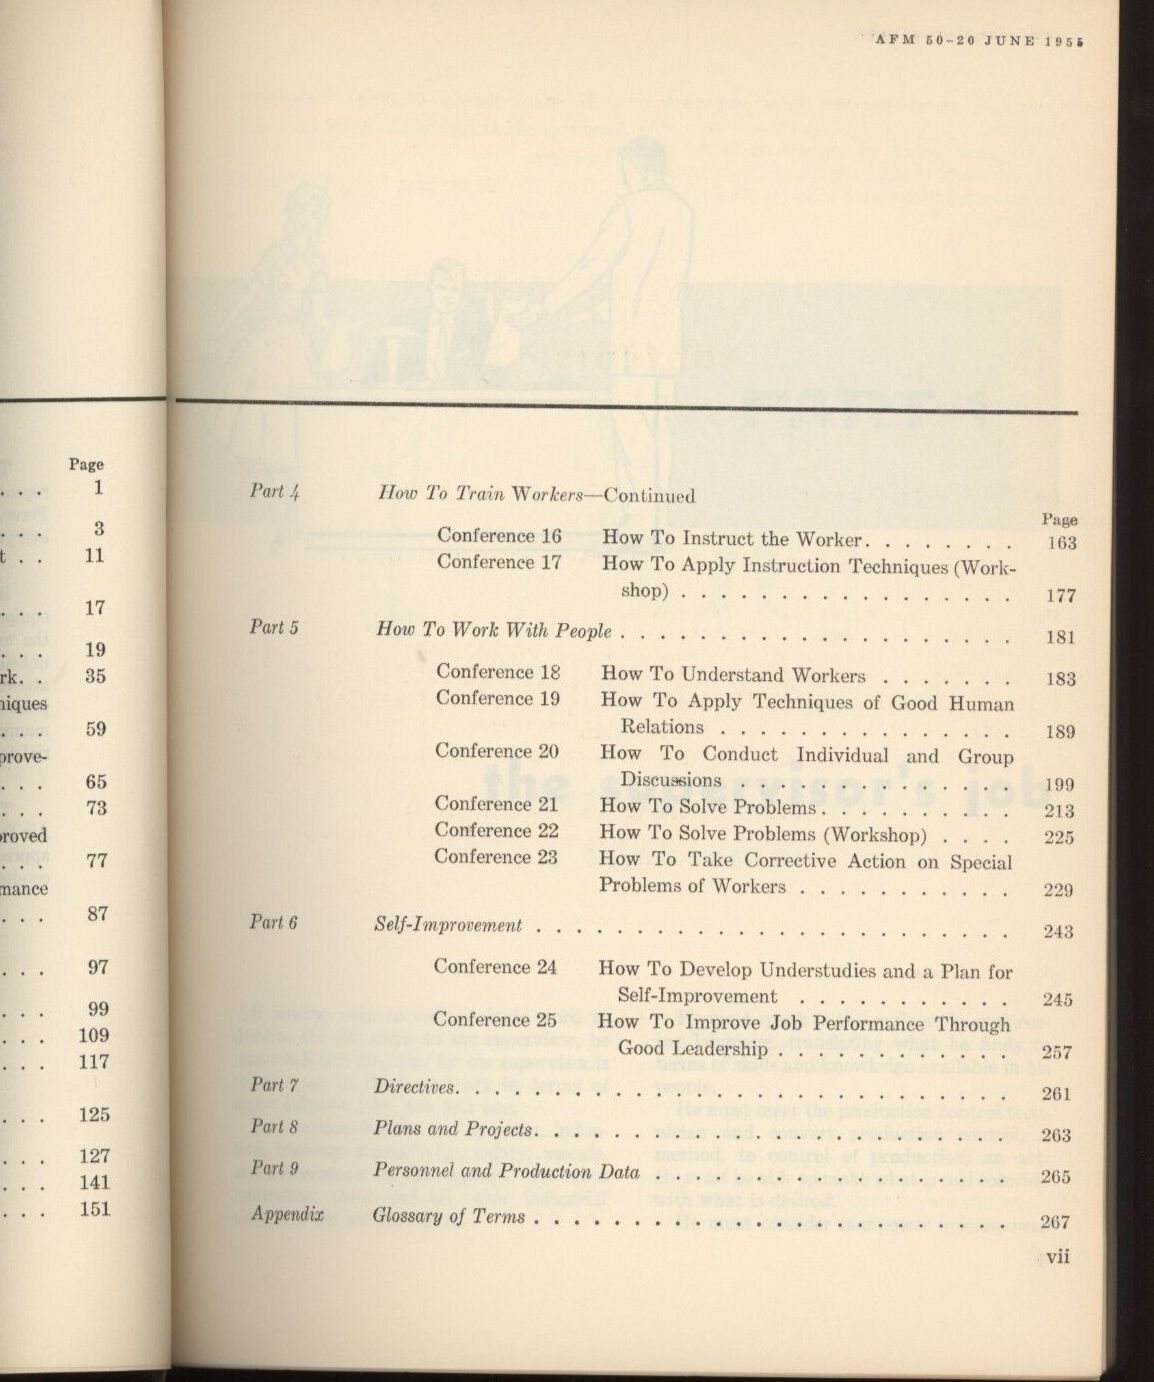 AFM 50-20 JUNE 1955
Page
. . . 1
. . . 3
t . . 11
. . . 17
. . . 19
rk. . 35
niques
. . . 59
prove-
. . . 65
. . . 73
proved
. . . 77
mance
. . . 87
. . . 97
. . . 99
. . . 109
. . . 117
. . . 125
. . . 127
. . . 141
. . . 151
Part 4 How To Train Workers—Continued
Page
Conference 16 How To Instruct the Worker. . . . . . . . 163
Conference 17 How To Apply Instruction Techniques (Work-
shop) . . . . . . . . . . . . . 177
Part 5 How To Work With People . . . . . . . . . . . . . . . 181
Conference 18 How To Understand Workers . . . . . . . 183
Conference 19 How To Apply Techniques of Good Human
Relations . . . . . . . . . . . . 189
Conference 20 How To Conduct Individual and Group
Discussions . . . . . . . . . . . 199
Conference 21 How To Solve Problems. . . . . . . . . . 213
Conference 22 How To Solve Problems (Workshop) . . . . 225
Conference 23 How To Take Corrective Action on Special
Problems of Workers . . . . . . . . . 229
Part 6 Self-Improvement . . . . . . . . . . . . . . . . . . 243
Conference 24 How To Develop Understudies and a Plan for
Self-Improvement . . . . . . . . . 245
Conference 25 How To Improve Job Performance Through
Good Leadership . . . . . . . . . . 257
Part 7 Directives. . . . . . . . . . . . . . . . . . . . . 261
Part 8 Plans and Projects. . . . . . . . . . . . . . . . . . 263
Part 9 Personnel and Production Data . . . . . . . . . . . . . . 265
Appendix Glossary of Terms . . . . . . . . . . . . . . . . . . 267
vii